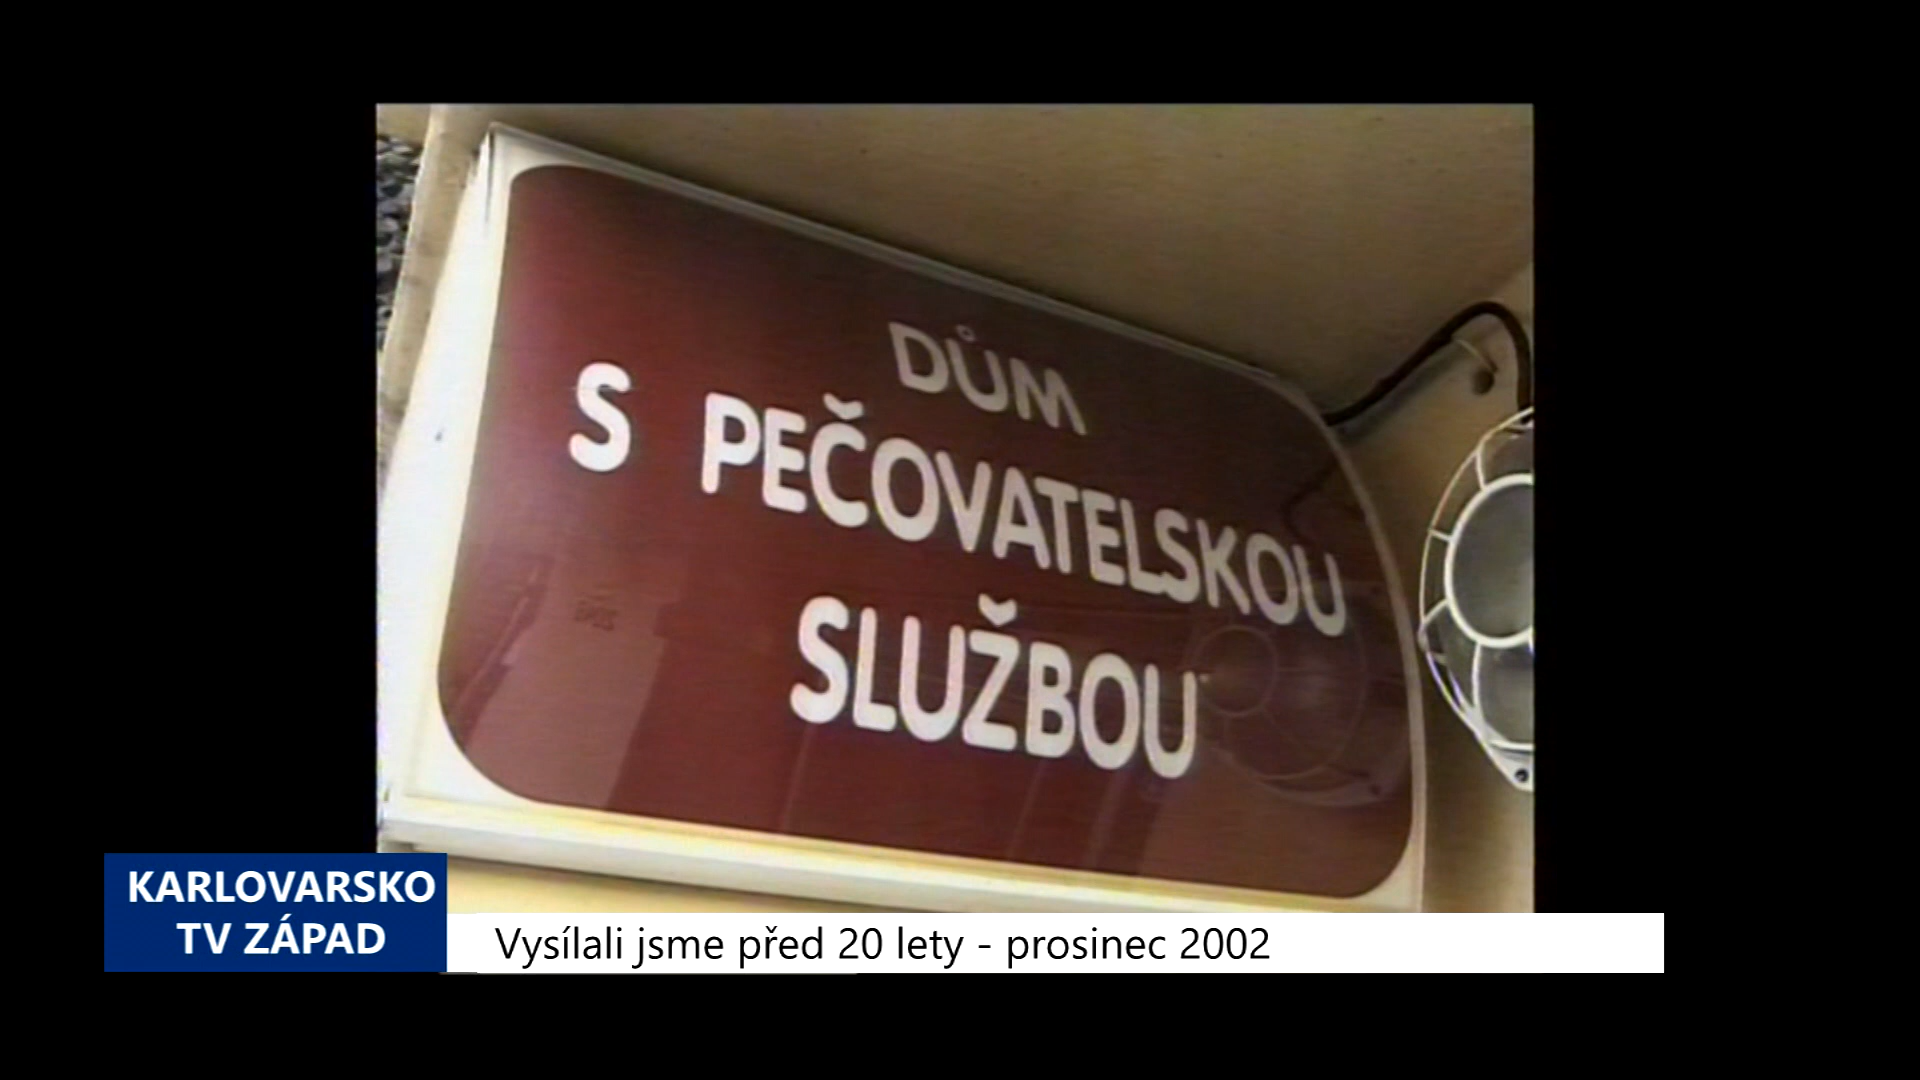 DŮM
S PEČOVATELSKOU
SLUŽBOU
KARLOVARSKO
TV ZÁPAD
Vysílali jsme před 20 lety - prosinec 2002